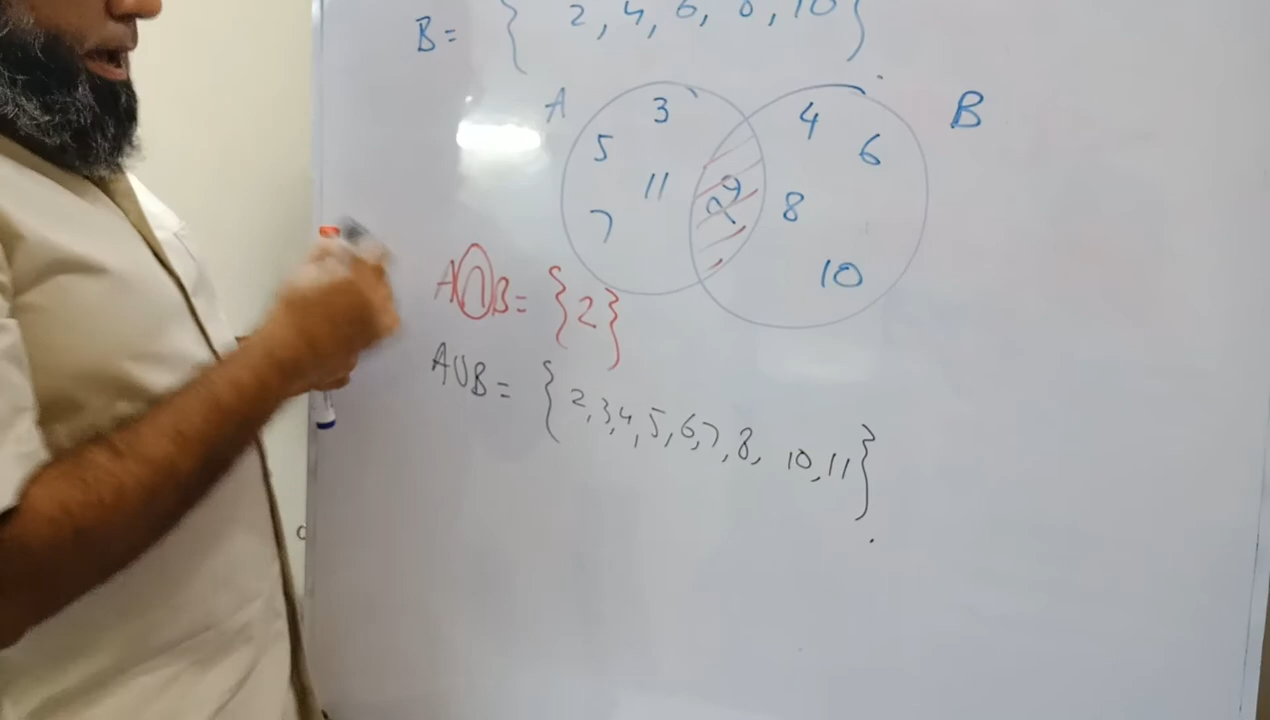 B = { 2, 4, 6, 8, 10 }
A
B
3
4
5
6
11
2
8
7
10
A∩B = {2}
A∪B = {2,3,4,5,6,7,8, 10,11}.